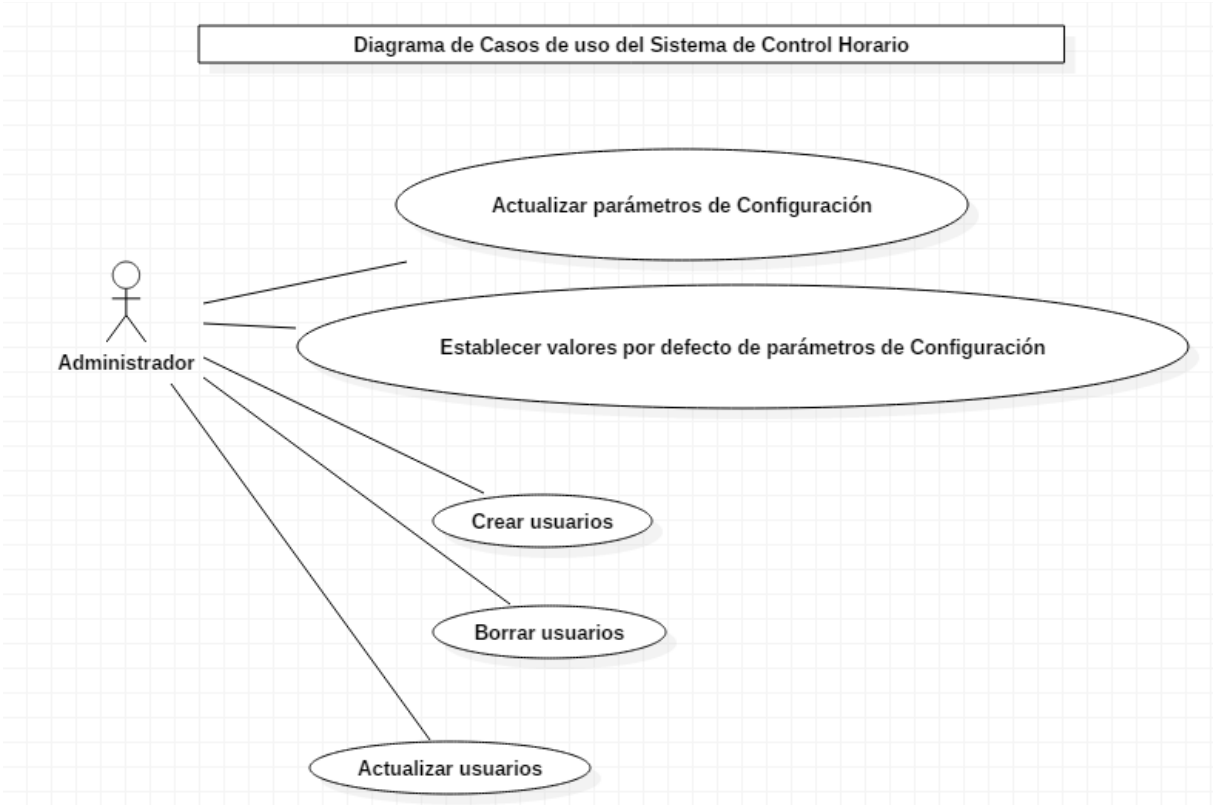 Diagrama de Casos de uso del Sistema de Control Horario
Actualizar parámetros de Configuración
Administrador
Establecer valores por defecto de parámetros de Configuración
Crear usuarios
Borrar usuarios
Actualizar usuarios